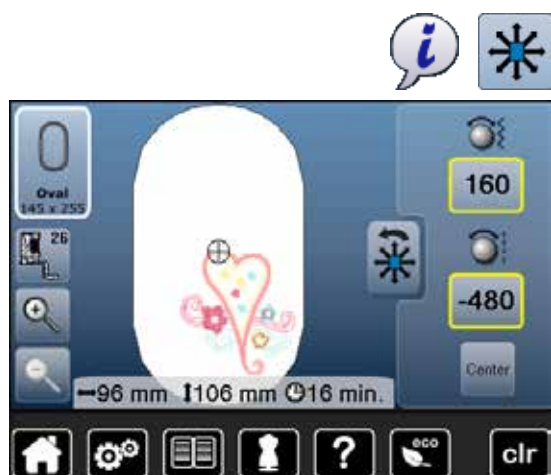 i
Oval
145 x 255
26
160
-480
Center
96 mm 106 mm 16 min.
? eco clr